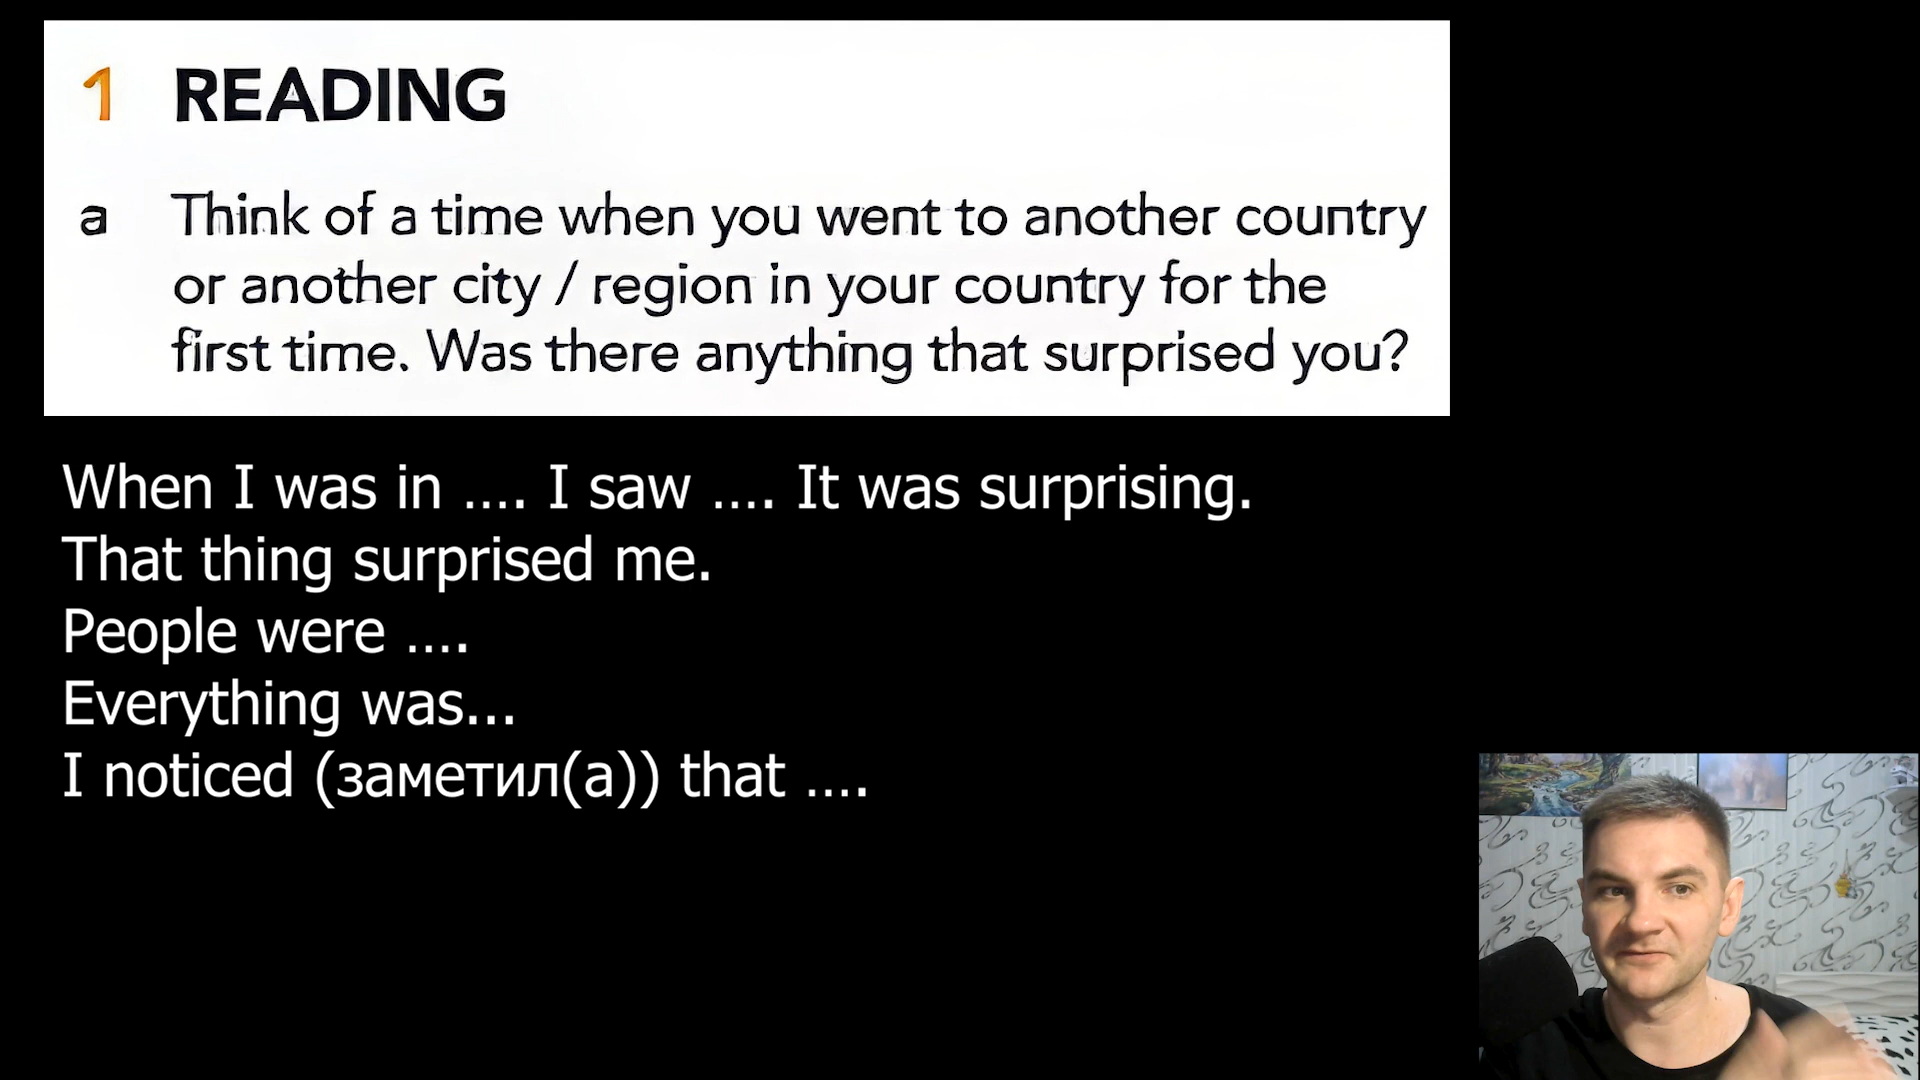 1 READING
a Think of a time when you went to another country
or another city / region in your country for the
first time. Was there anything that surprised you?
When I was in .... I saw .... It was surprising.
That thing surprised me.
People were ....
Everything was...
I noticed (заметил(а)) that ....